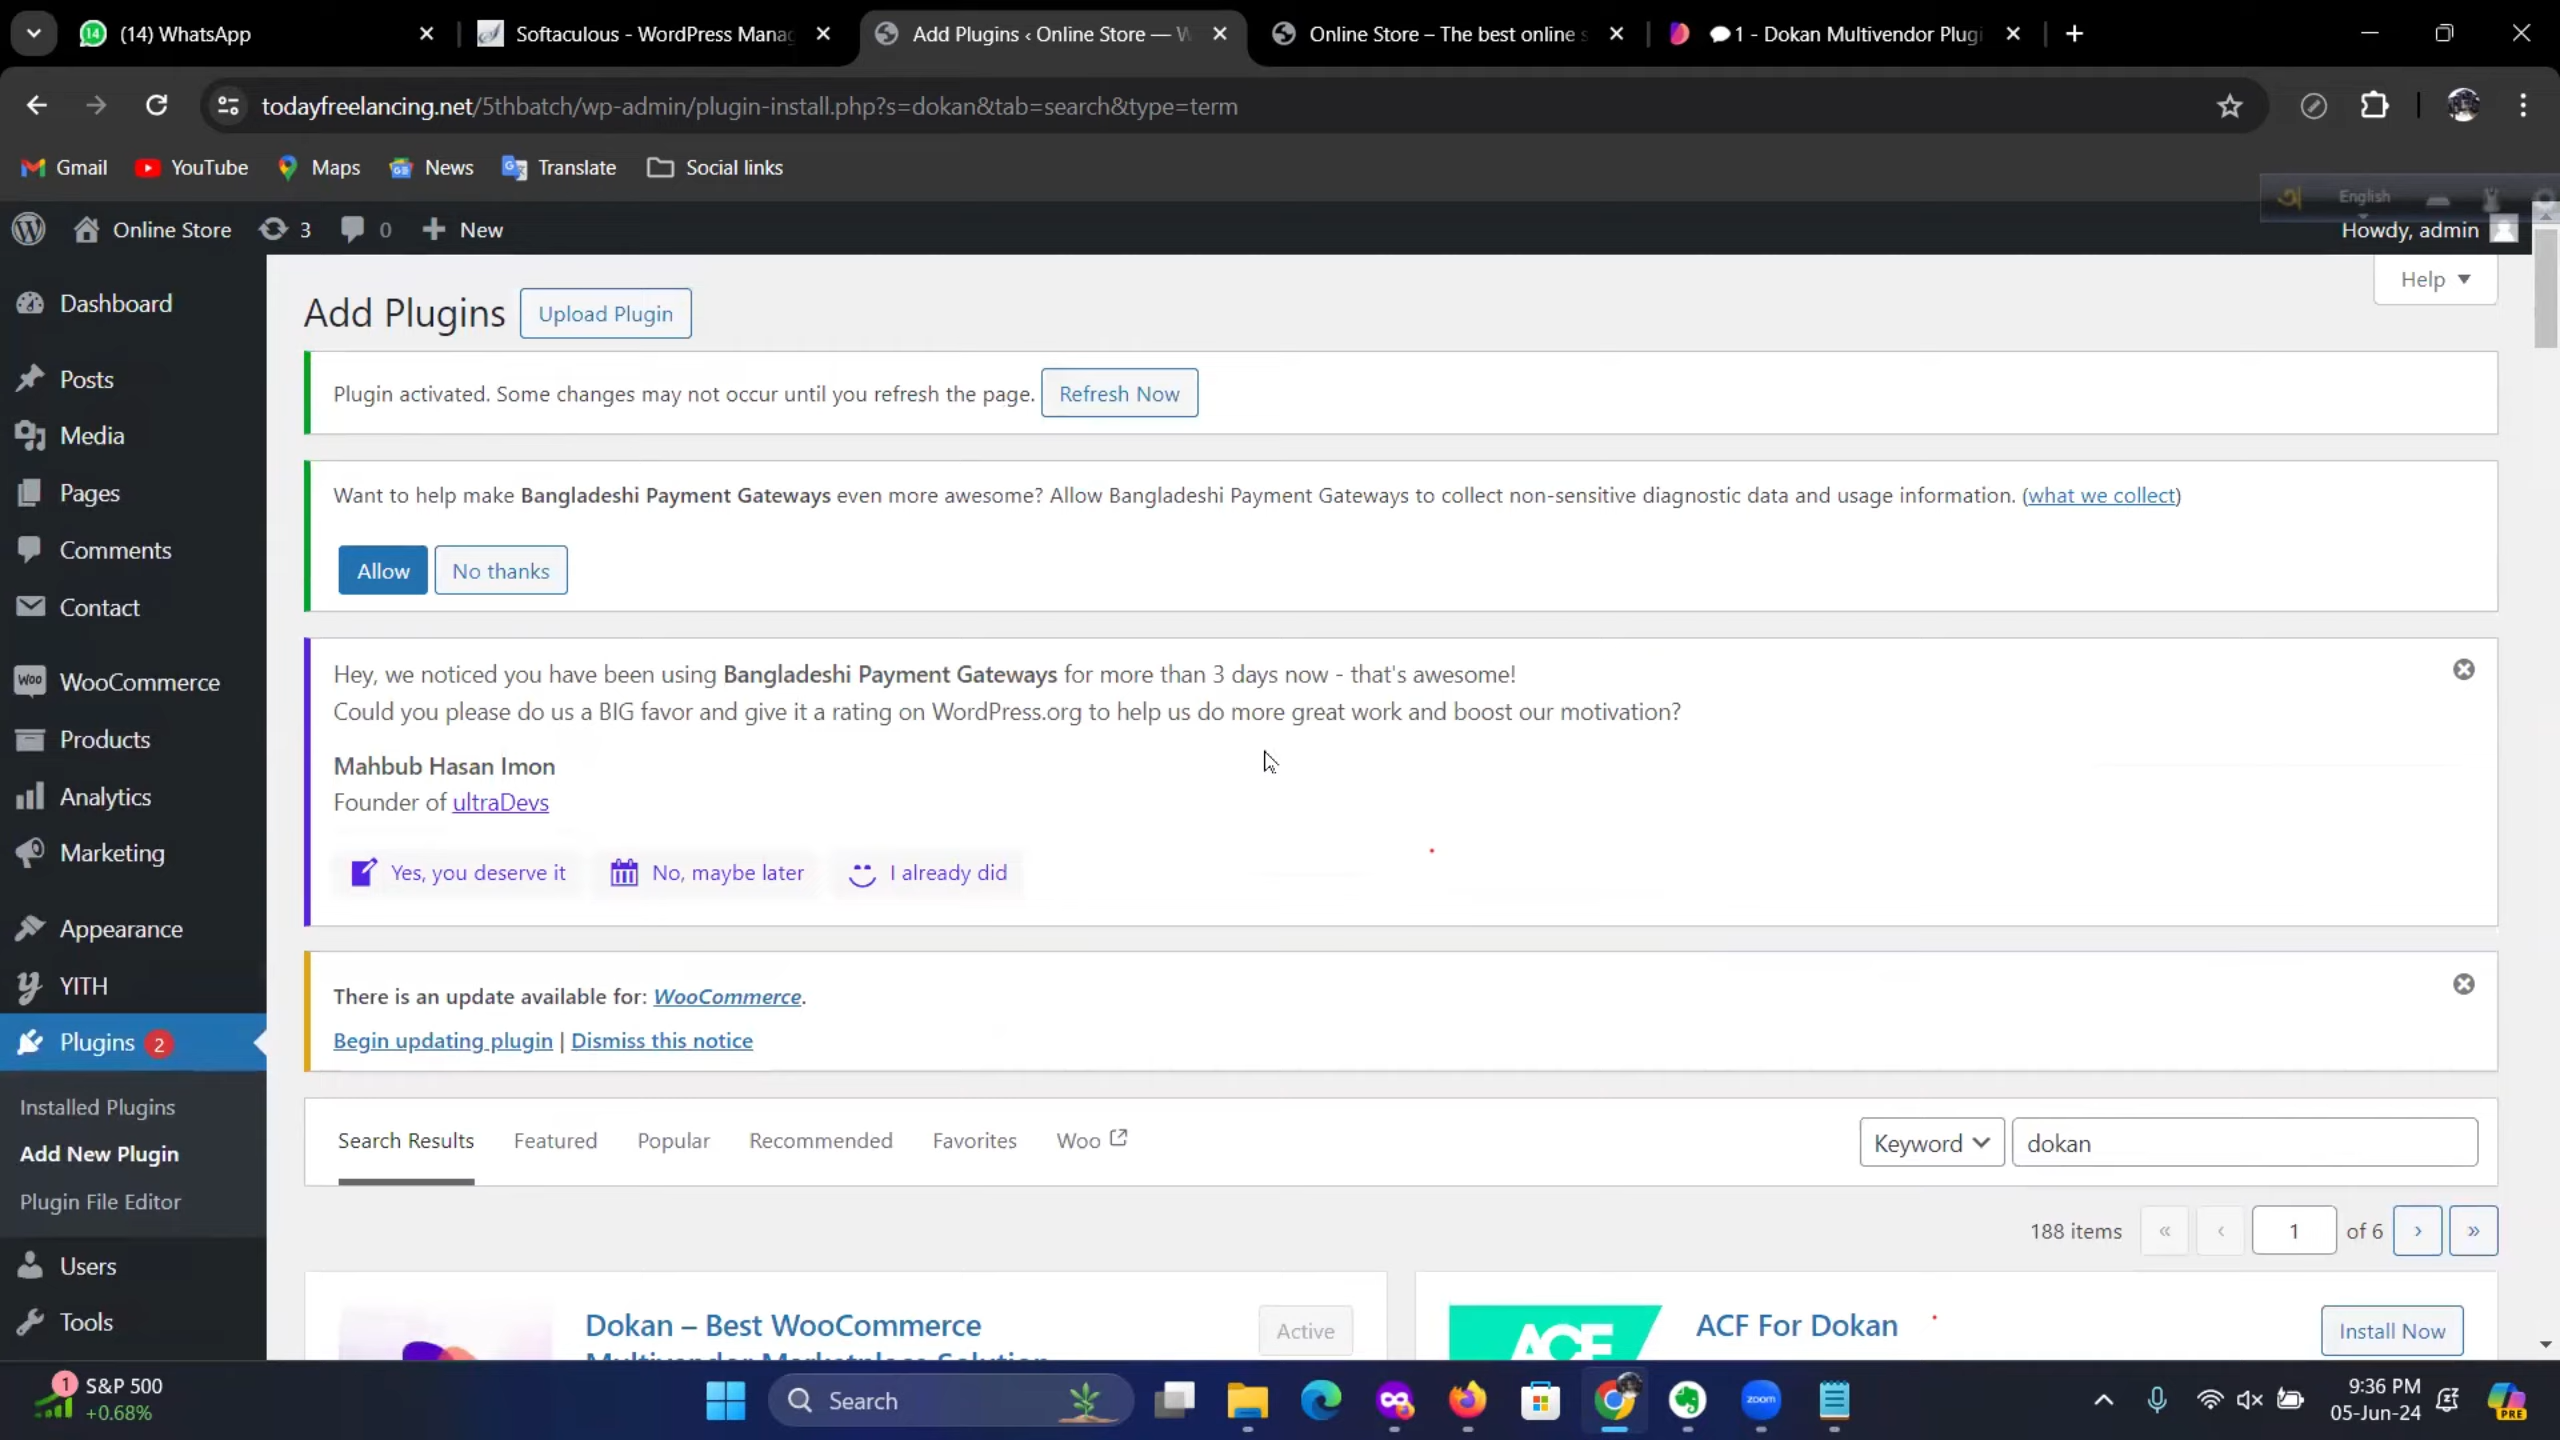 (14) WhatsApp
Softaculous - WordPress Manag
Add Plugins ‹ Online Store — W
Online Store – The best online s
1 - Dokan Multivendor Plugi
todayfreelancing.net/5thbatch/wp-admin/plugin-install.php?s=dokan&tab=search&type=term
Gmail
YouTube
Maps
News
Translate
Social links
English
Online Store
3
0
New
Howdy, admin
Dashboard
Posts
Media
Pages
Comments
Contact
WooCommerce
Products
Analytics
Marketing
Appearance
YITH
Plugins 2
Installed Plugins
Add New Plugin
Plugin File Editor
Users
Tools
Help
Add Plugins
Upload Plugin
Plugin activated. Some changes may not occur until you refresh the page. Refresh Now
Want to help make Bangladeshi Payment Gateways even more awesome? Allow Bangladeshi Payment Gateways to collect non-sensitive diagnostic data and usage information. (what we collect)
Allow
No thanks
Hey, we noticed you have been using Bangladeshi Payment Gateways for more than 3 days now - that's awesome!
Could you please do us a BIG favor and give it a rating on WordPress.org to help us do more great work and boost our motivation?
Mahbub Hasan Imon
Founder of ultraDevs
Yes, you deserve it
No, maybe later
I already did
There is an update available for: WooCommerce.
Begin updating plugin | Dismiss this notice
Search Results
Featured
Popular
Recommended
Favorites
Woo
Keyword
dokan
188 items
«
‹
1
of 6
›
»
Dokan – Best WooCommerce
Multivendor Marketplace Solution
Active
ACF
ACF For Dokan
Install Now
1
S&P 500
+0.68%
Search
zoom
9:36 PM
05-Jun-24
PRE